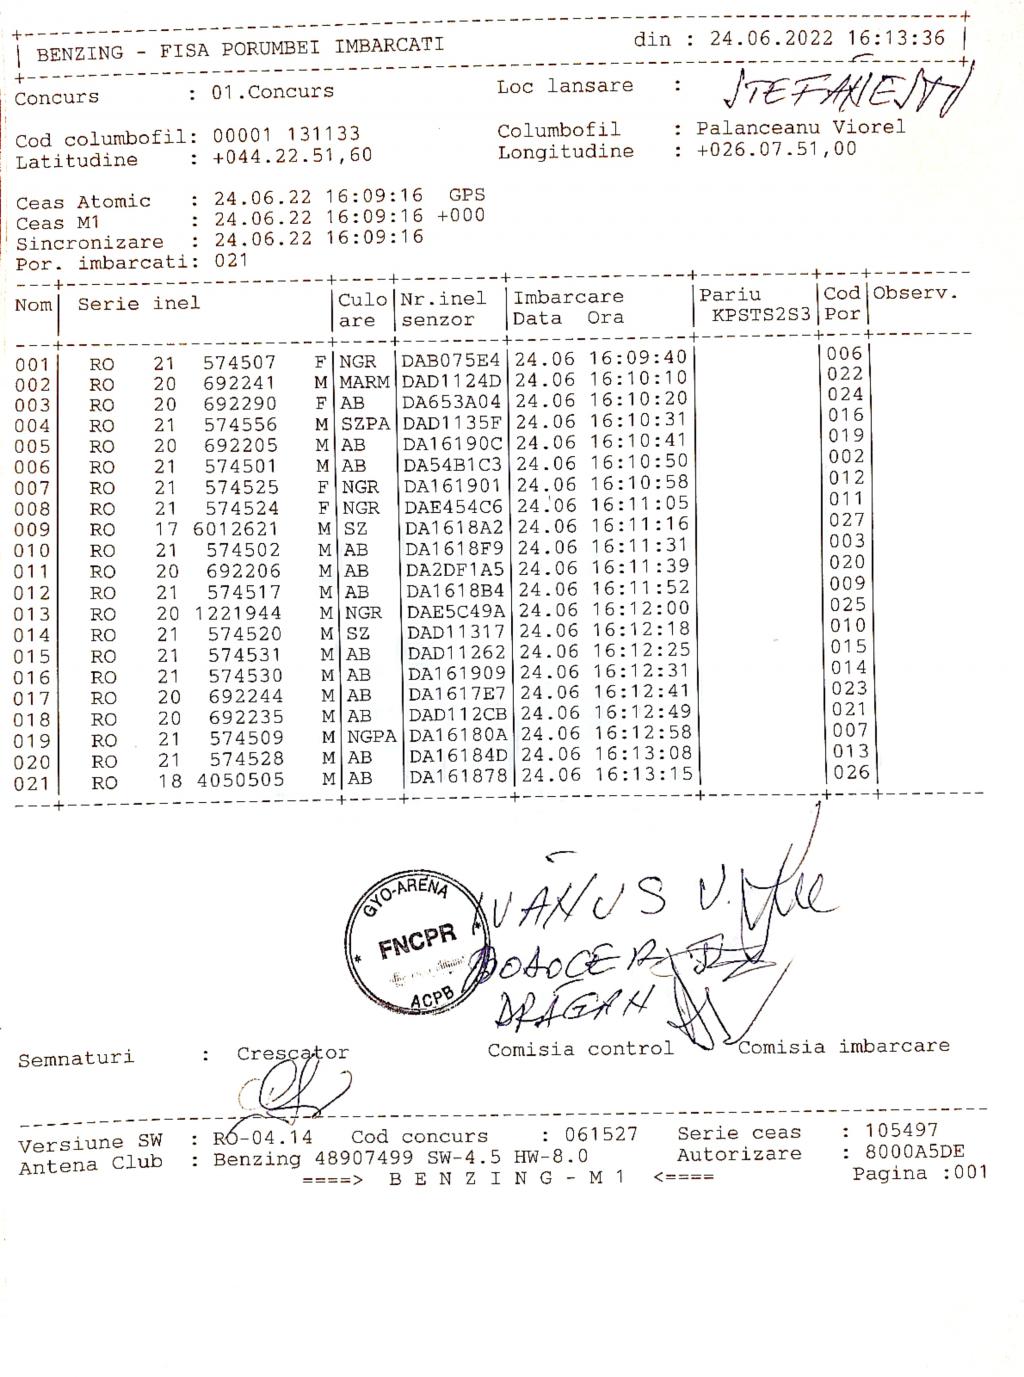 BENZING - FISA PORUMBEI IMBARCATI din : 24.06.2022 16:13:36
Concurs : 01.Concurs Loc lansare : STEFANESTI
Cod columbofil: 00001 131133 Columbofil : Palanceanu Viorel
Latitudine : +044.22.51,60 Longitudine : +026.07.51,00
Ceas Atomic : 24.06.22 16:09:16 GPS
Ceas M1 : 24.06.22 16:09:16 +000
Sincronizare : 24.06.22 16:09:16
Por. imbarcati: 021
Nom| Serie inel |Culo|Nr.inel |Imbarcare |Pariu |Cod|Observ.
are |senzor |Data Ora | KPSTS2S3|Por|
001 RO 21 574507 F NGR DAB075E4 24.06 16:09:40 006
002 RO 20 692241 M MARM DAD1124D 24.06 16:10:10 022
003 RO 20 692290 F AB DA653A04 24.06 16:10:20 024
004 RO 21 574556 M SZPA DAD1135F 24.06 16:10:31 016
005 RO 20 692205 M AB DA16190C 24.06 16:10:41 019
006 RO 21 574501 M AB DA54B1C3 24.06 16:10:50 002
007 RO 21 574525 F NGR DA161901 24.06 16:10:58 012
008 RO 21 574524 F NGR DAE454C6 24.06 16:11:05 011
009 RO 17 6012621 M SZ DA1618A2 24.06 16:11:16 027
010 RO 21 574502 M AB DA1618F9 24.06 16:11:31 003
011 RO 20 692206 M AB DA2DF1A5 24.06 16:11:39 020
012 RO 21 574517 M AB DA1618B4 24.06 16:11:52 009
013 RO 20 1221944 M NGR DAE5C49A 24.06 16:12:00 025
014 RO 21 574520 M SZ DAD11317 24.06 16:12:18 010
015 RO 21 574531 M AB DAD11262 24.06 16:12:25 015
016 RO 21 574530 M AB DA161909 24.06 16:12:31 014
017 RO 20 692244 M AB DA1617E7 24.06 16:12:41 023
018 RO 20 692235 M AB DAD112CB 24.06 16:12:49 021
019 RO 21 574509 M NGPA DA16180A 24.06 16:12:58 007
020 RO 21 574528 M AB DA16184D 24.06 16:13:08 013
021 RO 18 4050505 M AB DA161878 24.06 16:13:15 026
GYO-ARENA
FNCPR
ACPB
IVĂNUS V.
DRĂGAN
Semnaturi : Crescator Comisia control Comisia imbarcare
Versiune SW : RO-04.14 Cod concurs : 061527 Serie ceas : 105497
Antena Club : Benzing 48907499 SW-4.5 HW-8.0 Autorizare : 8000A5DE
====> B E N Z I N G - M 1 <==== Pagina :001